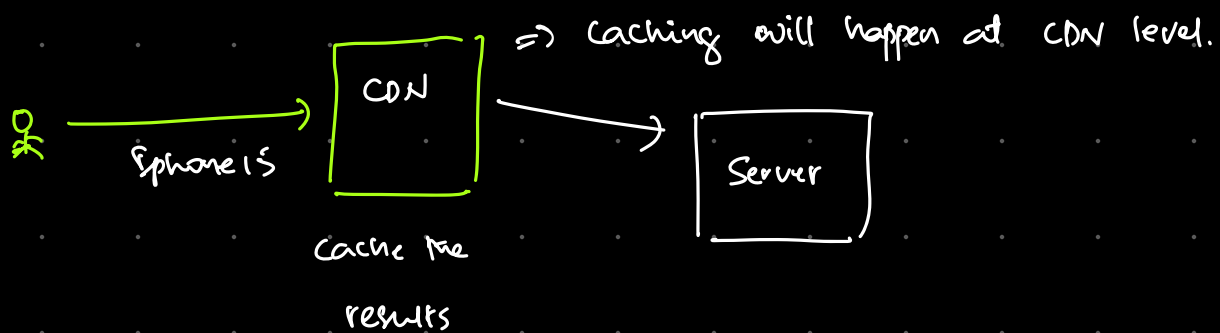 => Caching will happen at CDN level.
CDN
iphone15
Server
Cache the
results